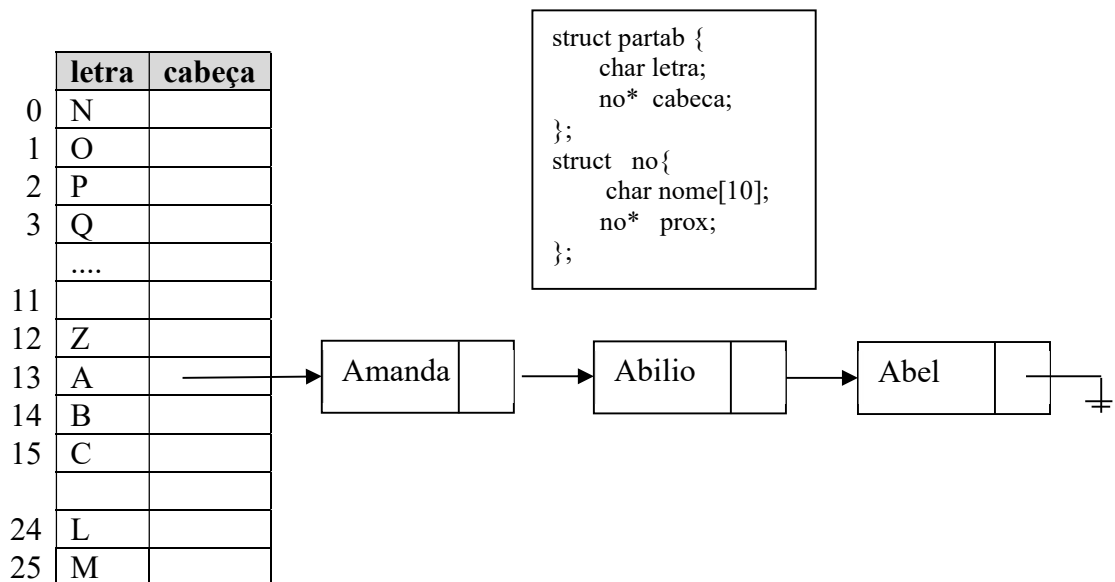 struct partab {
char letra;
no* cabeca;
};
struct no{
char nome[10];
no* prox;
};
letra cabeça
0 N
1 O
2 P
3 Q
....
11
12 Z
13 A Amanda Abilio Abel
14 B
15 C
24 L
25 M